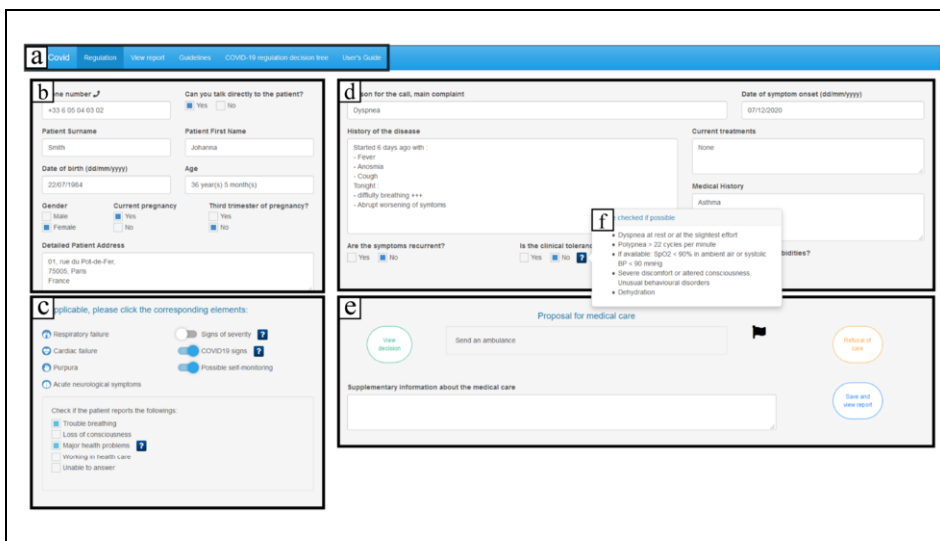 a
Covid Regulation View report Guidelines COVID-19 regulation decision tree User's Guide
b
one number
Can you talk directly to the patient?
+33 6 05 04 03 02
Yes No
Patient Surname
Patient First Name
Smith
Johanna
Date of birth (dd/mm/yyyy)
Age
22/07/1984
36 year(s) 5 month(s)
Gender
Current pregnancy
Third trimester of pregnancy?
Male
Yes
Yes
Female
No
No
Detailed Patient Address
01, rue du Pot-de-Fer,
75005, Paris
France
c
pplicable, please click the corresponding elements:
Respiratory failure
Signs of severity ?
Cardiac failure
COVID19 signs ?
Purpura
Possible self-monitoring
Acute neurological symptoms
Check if the patient reports the followings:
Trouble breathing
Loss of consciousness
Major health problems ?
Working in health care
Unable to answer
d
son for the call, main complaint
Date of symptom onset (dd/mm/yyyy)
Dyspnea
07/12/2020
History of the disease
Current treatments
Started 6 days ago with :
- Fever
- Anosmia
- Cough
Tonight :
- diffiulty breathing +++
- Abrupt worsening of symtoms
None
Medical History
Asthma
Are the symptoms recurrent?
Yes No
Is the clinical toleranc
Yes No ?
bidities?
f
checked if possible
Dyspnea at rest or at the slightest effort
Polypnea > 22 cycles per minute
If available: SpO2 < 90% in ambient air or systolic
BP < 90 mmHg
Severe discomfort or altered consciousness.
Unusual behavioural disorders
Dehydration
e
Proposal for medical care
View
decision
Send an ambulance
Refusal of
care
Supplementary information about the medical care
Save and
view report